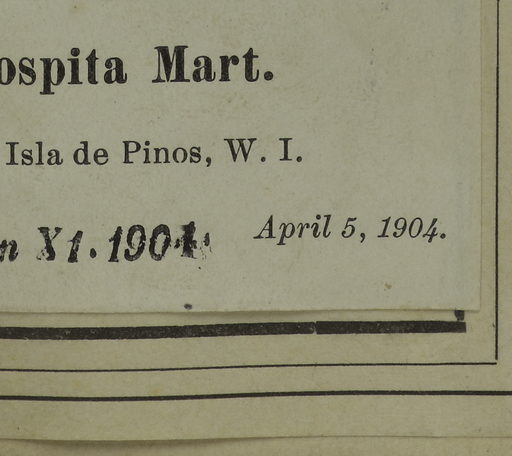 ospita Mart.
Isla de Pinos, W. I.
n X1.1904.
April 5, 1904.